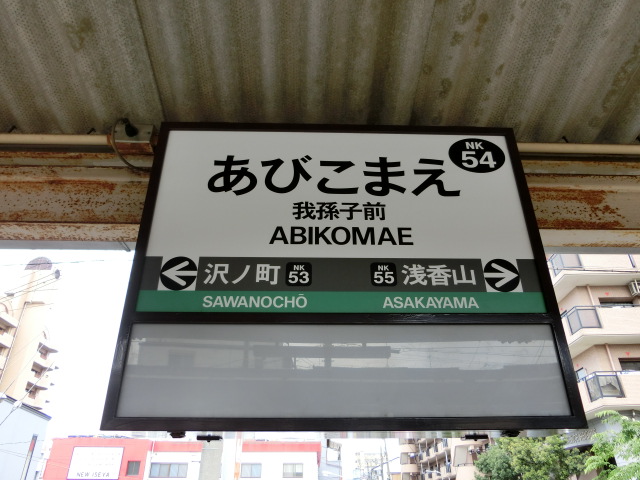 NK
54
あびこまえ
我孫子前
ABIKOMAE
沢ノ町 NK 53 NK 55 浅香山
SAWANOCHŌ ASAKAYAMA
NEW ISEYA